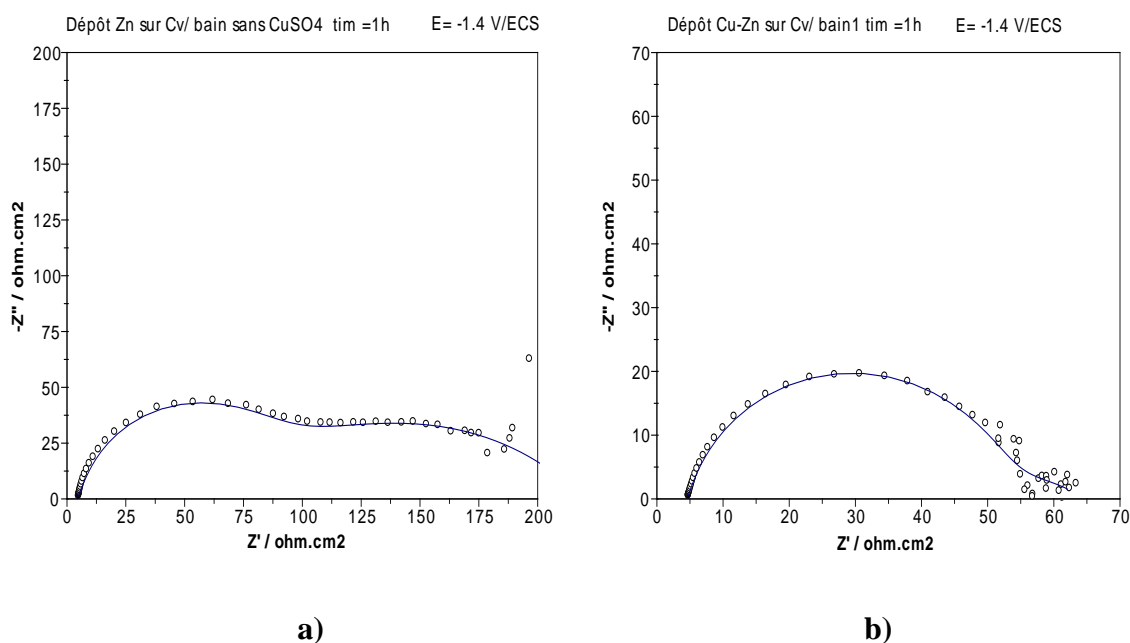 Dépôt Zn sur Cv/ bain sans CuSO4 tim =1h E= -1.4 V/ECS
200
175
150
125
100
75
50
25
0
-Z'' / ohm.cm2
0 25 50 75 100 125 150 175 200
Z' / ohm.cm2
a)
Dépôt Cu-Zn sur Cv/ bain1 tim =1h E= -1.4 V/ECS
70
60
50
40
30
20
10
0
-Z'' / ohm.cm2
0 10 20 30 40 50 60 70
Z' / ohm.cm2
b)